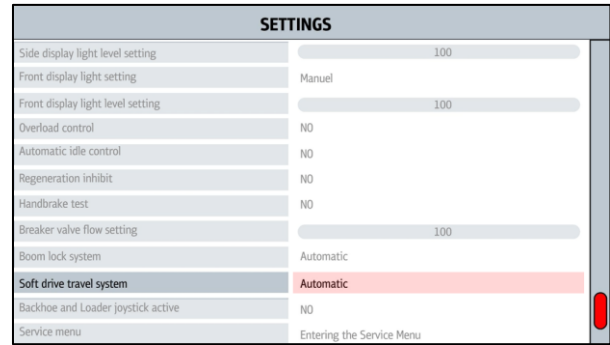 SETTINGS
Side display light level setting 100
Front display light setting Manuel
Front display light level setting 100
Overload control NO
Automatic idle control NO
Regeneration inhibit NO
Handbrake test NO
Breaker valve flow setting 100
Boom lock system Automatic
Soft drive travel system Automatic
Backhoe and Loader joystick active NO
Service menu Entering the Service Menu